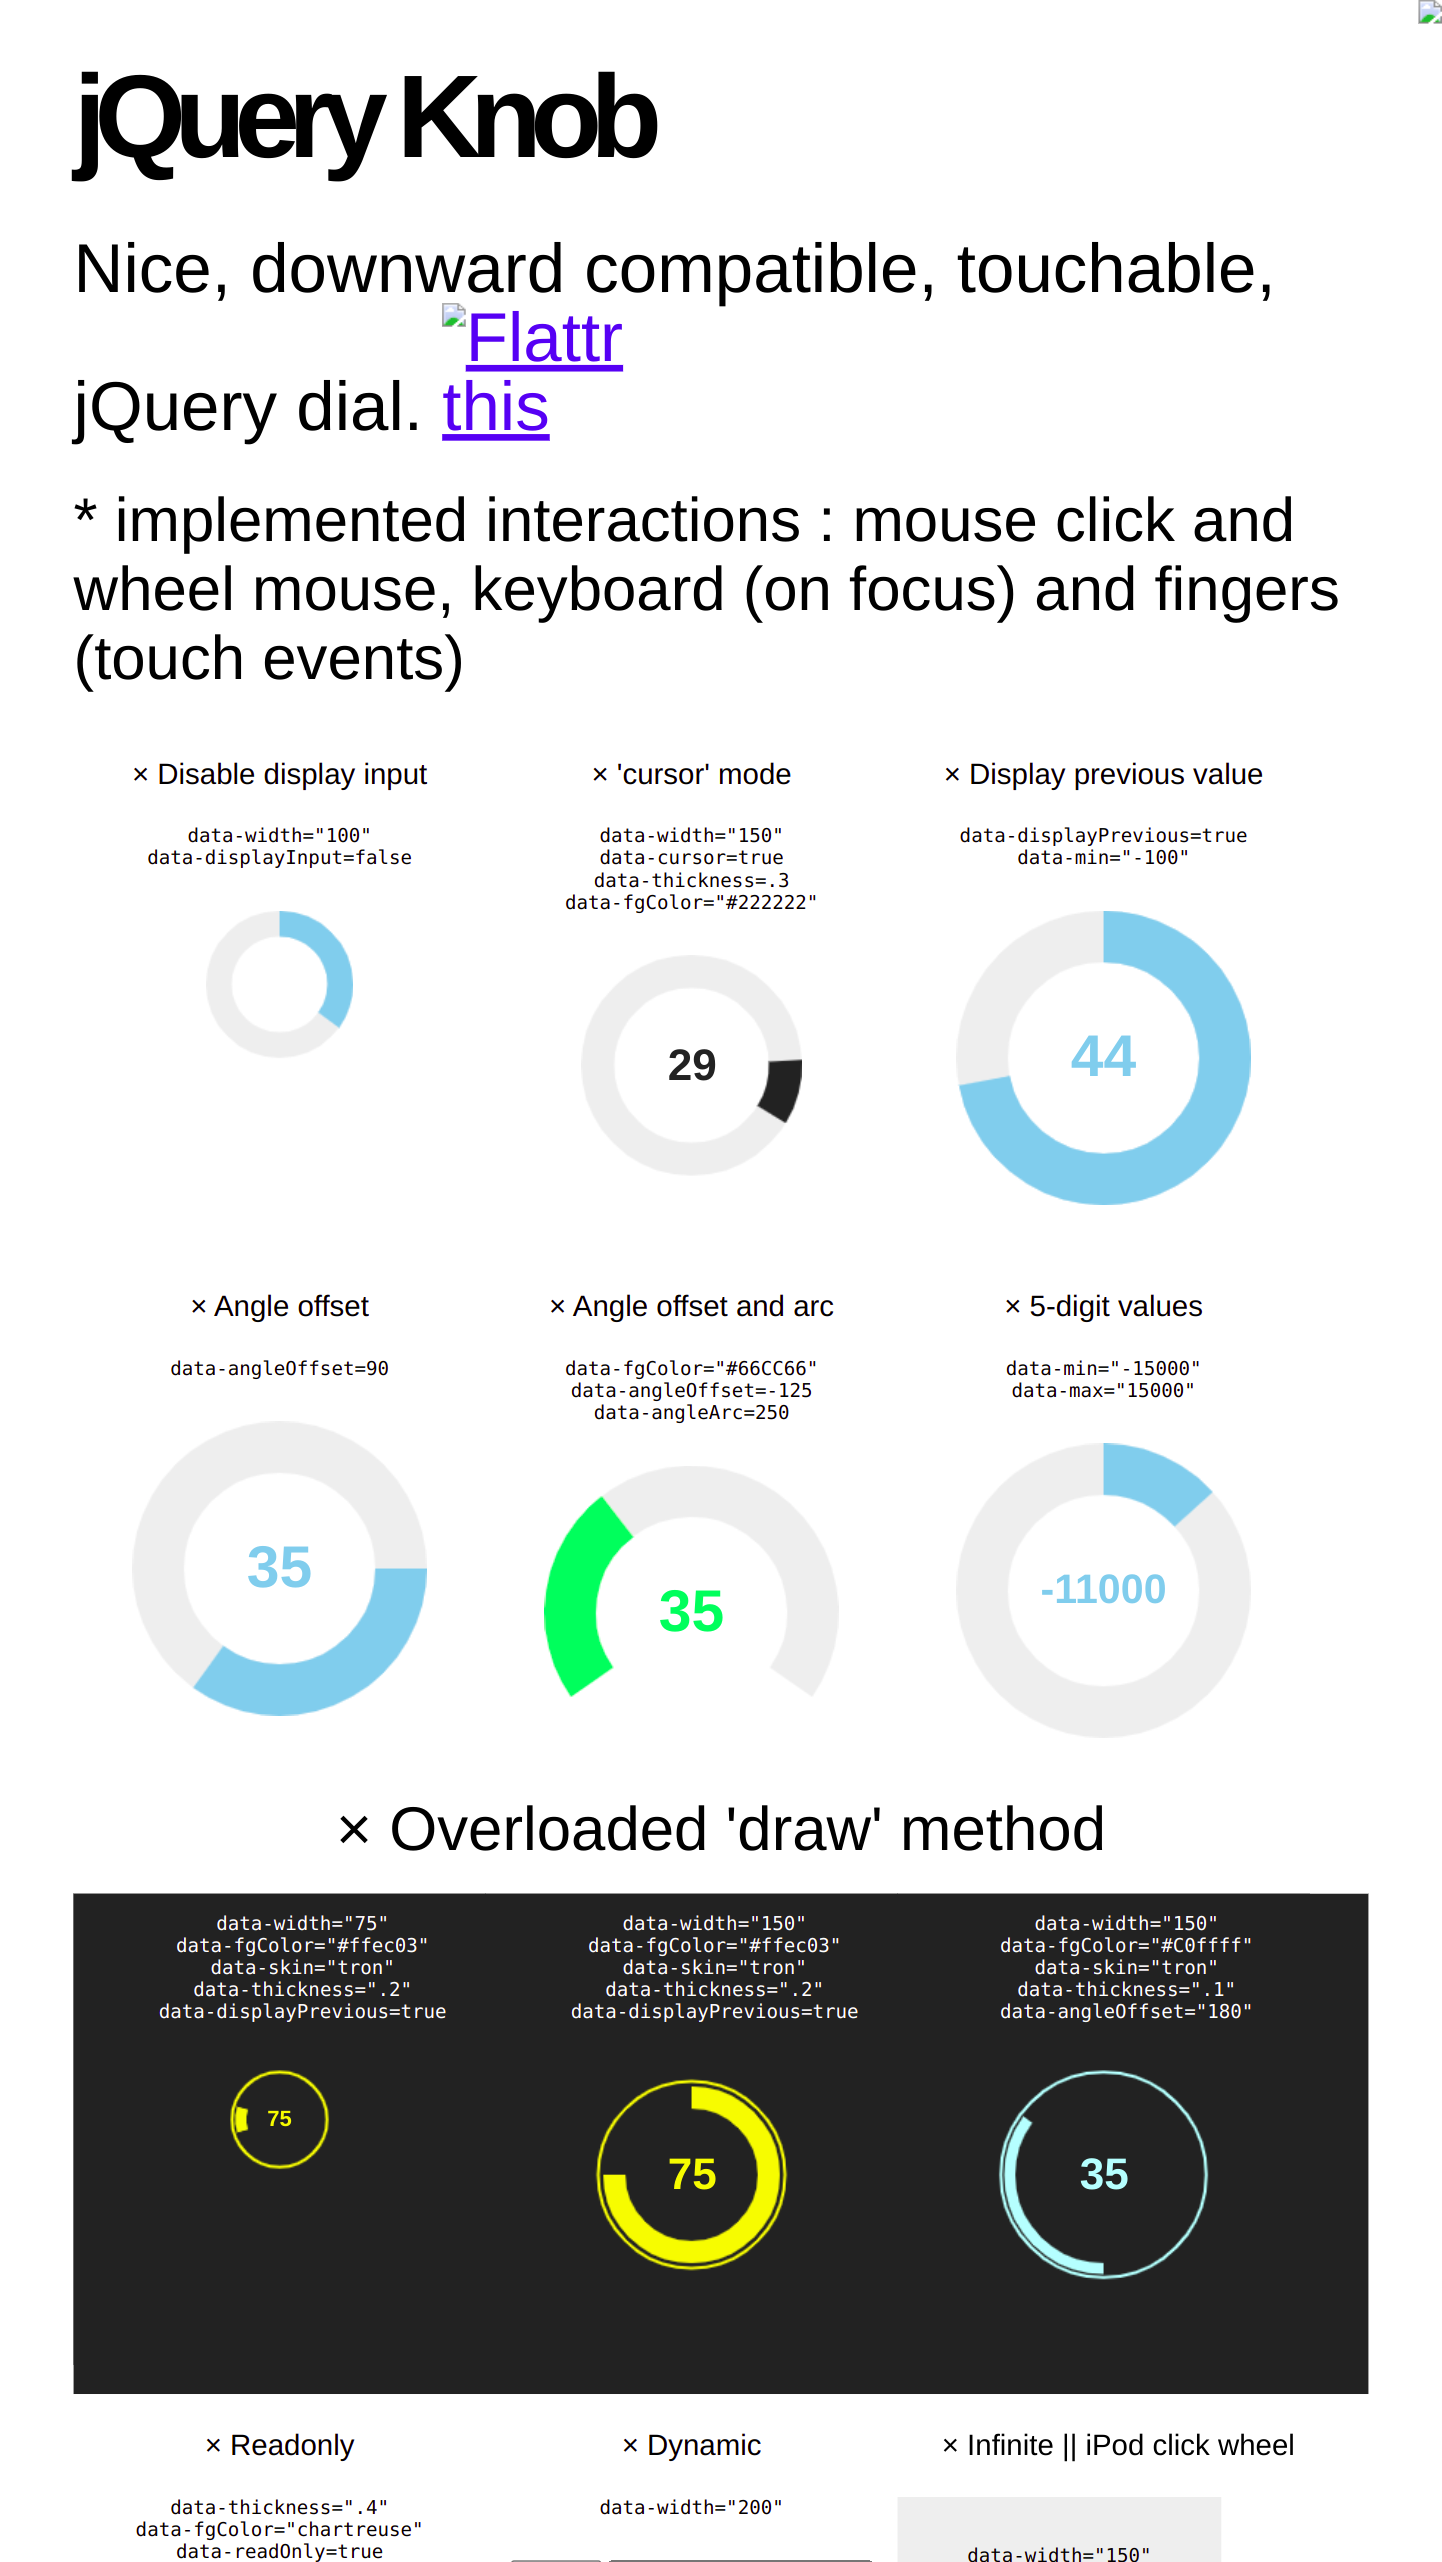 jQuery Knob
Nice, downward compatible, touchable,
jQuery dial. Flattr this
* implemented interactions : mouse click and
wheel mouse, keyboard (on focus) and fingers
(touch events)
× Disable display input
data-width="100"
data-displayInput=false
× 'cursor' mode
data-width="150"
data-cursor=true
data-thickness=.3
data-fgColor="#222222"
29
× Display previous value
data-displayPrevious=true
data-min="-100"
44
× Angle offset
data-angleOffset=90
35
× Angle offset and arc
data-fgColor="#66CC66"
data-angleOffset=-125
data-angleArc=250
35
× 5-digit values
data-min="-15000"
data-max="15000"
-11000
× Overloaded 'draw' method
data-width="75"
data-fgColor="#ffec03"
data-skin="tron"
data-thickness=".2"
data-displayPrevious=true
75
data-width="150"
data-fgColor="#ffec03"
data-skin="tron"
data-thickness=".2"
data-displayPrevious=true
75
data-width="150"
data-fgColor="#C0ffff"
data-skin="tron"
data-thickness=".1"
data-angleOffset="180"
35
× Readonly
data-thickness=".4"
data-fgColor="chartreuse"
data-readOnly=true
× Dynamic
data-width="200"
× Infinite || iPod click wheel
data-width="150"